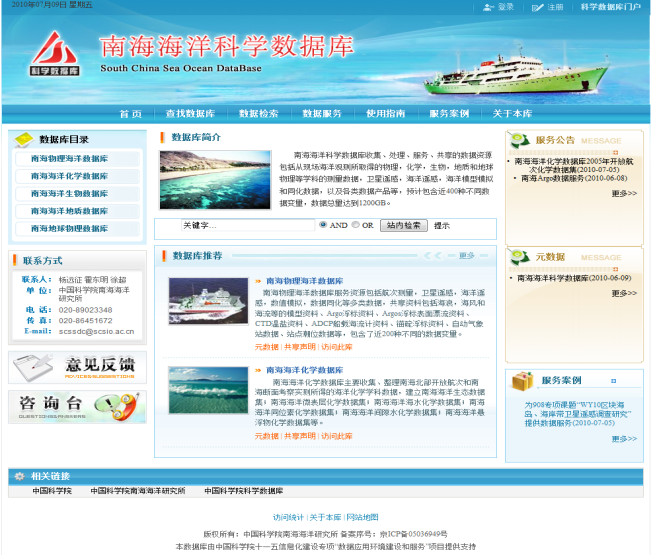 2010年07月09日 星期五
登录 注册 科学数据库门户
科学数据库
南海海洋科学数据库
South China Sea Ocean DataBase
首 页 查找数据库 数据检索 数据服务 使用指南 服务案例 关于本库
数据库目录
南海物理海洋数据库
南海海洋化学数据库
南海海洋生物数据库
南海海洋地质数据库
南海地球物理数据库
联系方式
联系人： 杨远征 霍东明 徐超
单 位： 中国科学院南海海洋
研究所
电 话： 020-89023348
传 真： 020-86451672
E-mail： scssdc@scsio.ac.cn
意见反馈
ADVICES/SUGGESTIONS
咨询台
QUESTIONS/ANSWERS
数据库简介
南海海洋科学数据库收集、处理、服务、共享的数据资源
包括从现场海洋观测所取得的物理，化学，生物，地质和地球
物理等学科的测量数据，卫星遥感，海洋遥感，海洋模型模拟
和同化数据，以及各类数据产品等，预计包含近400种不同数
据变量，数据总量达到1200GB。
关键字... AND OR 站内检索 提示
数据库推荐
更多
南海物理海洋数据库
南海物理海洋数据库服务资源包括航次测量，卫星遥感，海洋遥
感，数值模拟，数据同化等多类数据，共享资料包括海浪，海风和
海流等的模型资料、Argo浮标资料，Argos浮标表面漂流资料、
CTD温盐资料、ADCP船载海流计资料、锚碇浮标资料、自动气象
站数据、站点潮位数据等，包含了近200种不同的数据变量。
元数据 | 共享声明 | 访问此库
南海海洋化学数据库
南海海洋化学数据库主要收集、整理南海北部开放航次和南
海断面考察实测所得的海洋化学学科数据，建立南海海洋生态数据
集；南海海洋微表层化学数据集；南海海洋海水化学数据集；南海
海洋同位素化学数据集；南海海洋间隙水化学数据集；南海海洋悬
浮物化学数据集等。
元数据 | 共享声明 | 访问此库
服务公告 MESSAGE
• 南海海洋化学数据库2005年开放航
次化学数据集(2010-07-05)
• 南海Argo数据服务(2010-06-08)
更多>>
元数据 MESSAGE
• 南海海洋科学数据库(2010-06-09)
更多>>
服务案例
为908专项课题“WY10区块海
岛、海岸带卫星遥感调查研究”
提供数据服务(2010-07-05)
更多>>
相关链接
中国科学院 中国科学院南海海洋研究所 中国科学院科学数据库
访问统计 | 关于本库 | 网站地图
版权所有：中国科学院南海海洋研究所 备案序号：京ICP备05036949号
本数据库由中国科学院十一五信息化建设专项“数据应用环境建设和服务”项目提供支持